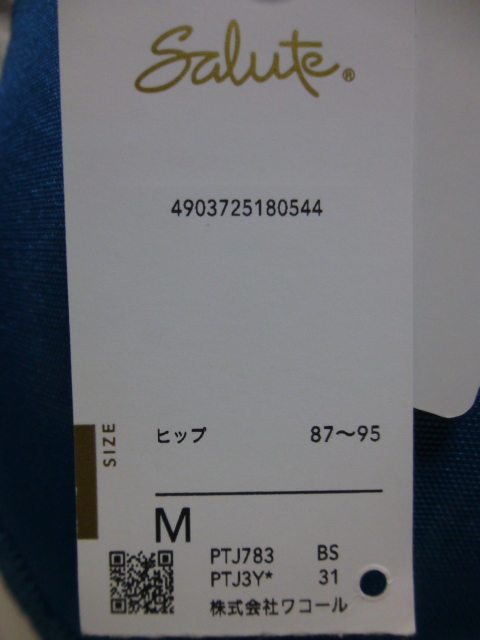 Salute®
4903725180544
SIZE
ヒップ 87〜95
M
PTJ783 BS
PTJ3Y* 31
株式会社ワコール